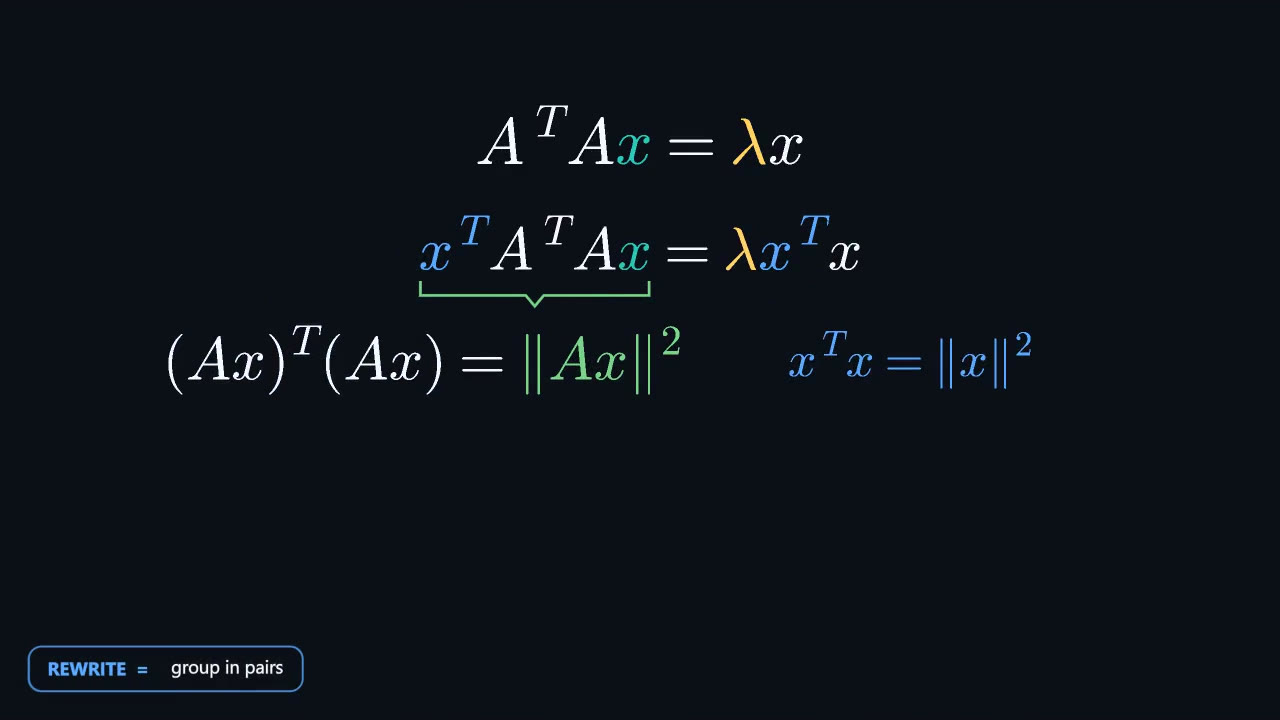 AᵀAx = λx
xᵀAᵀAx = λxᵀx
(Ax)ᵀ(Ax) = ‖Ax‖² xᵀx = ‖x‖²
REWRITE = group in pairs